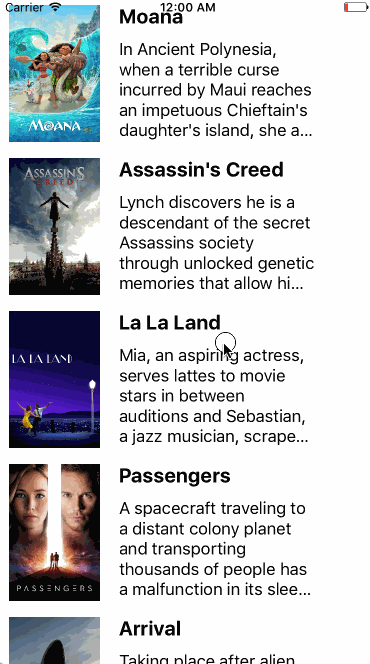 Carrier 12:00 AM
Moana
In Ancient Polynesia,
when a terrible curse
incurred by Maui reaches
an impetuous Chieftain's
daughter's island, she a...
MOANA
Assassin's Creed
Lynch discovers he is a
descendant of the secret
Assassins society
through unlocked genetic
memories that allow hi...
ASSASSIN'S
CREED
La La Land
Mia, an aspiring actress,
serves lattes to movie
stars in between
auditions and Sebastian,
a jazz musician, scrape...
LA LA LAND
Passengers
A spacecraft traveling to
a distant colony planet
and transporting
thousands of people has
a malfunction in its slee...
PASSENGERS
Arrival
Taking place after alien